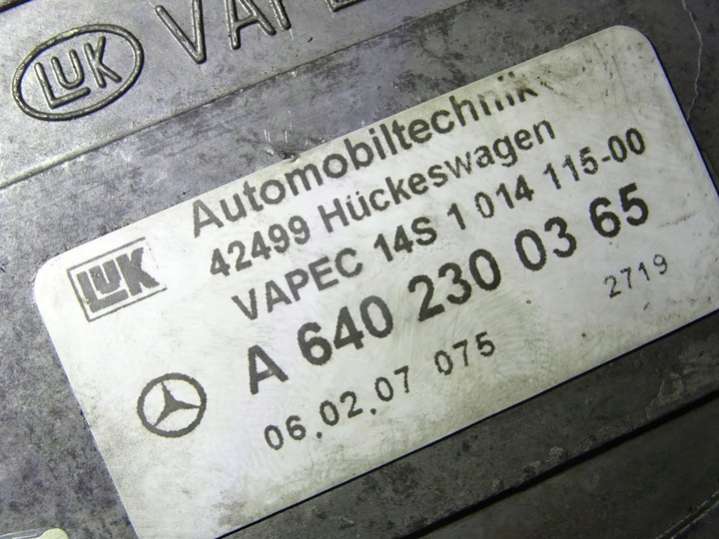 LUK
Automobiltechnik
42499 Hückeswagen
VAPEC 14S 1 014 115-00
LUK
A 640 230 03 65
06.02.07 075
2719